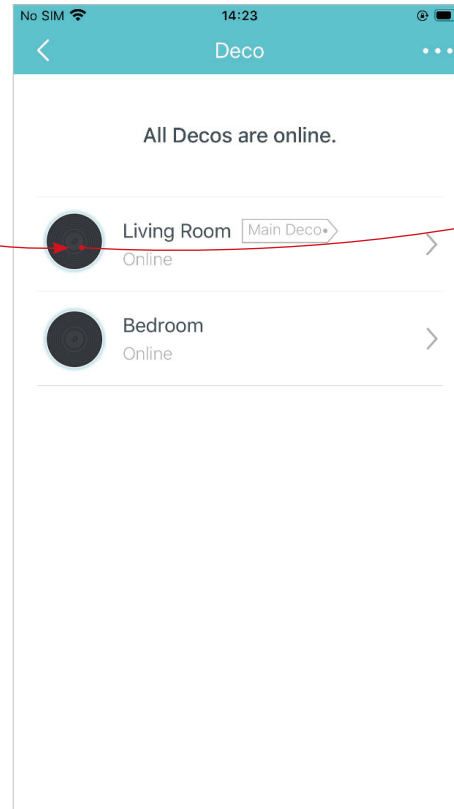 No SIM 14:23
Deco
All Decos are online.
Living Room Main Deco
Online
Bedroom
Online